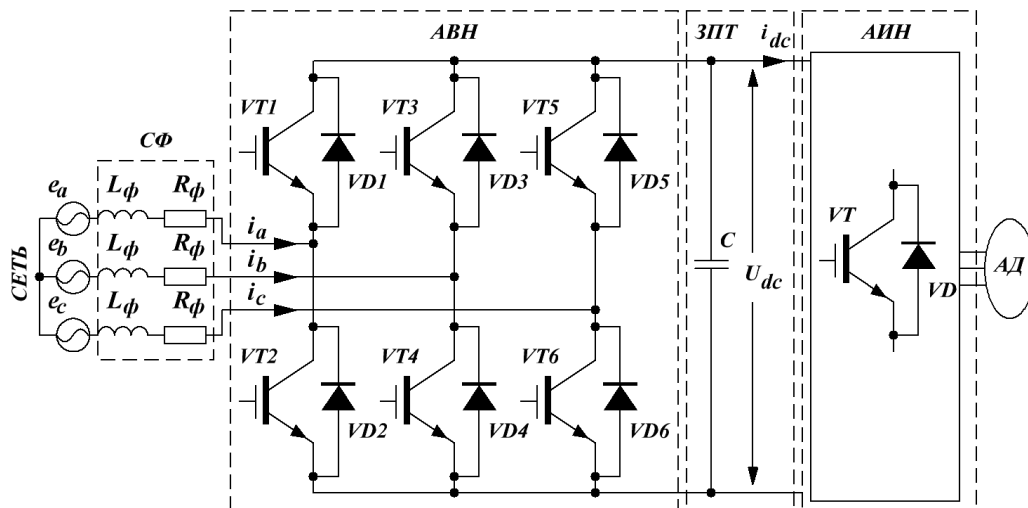 АВН
ЗПТ
i_dc
АИН
VT1
VT3
VT5
СФ
VD1
VD3
VD5
e_a
L_ф
R_ф
i_a
e_b
L_ф
R_ф
i_b
e_c
L_ф
R_ф
i_c
СЕТЬ
C
U_dc
VT
VD
АД
VT2
VT4
VT6
VD2
VD4
VD6